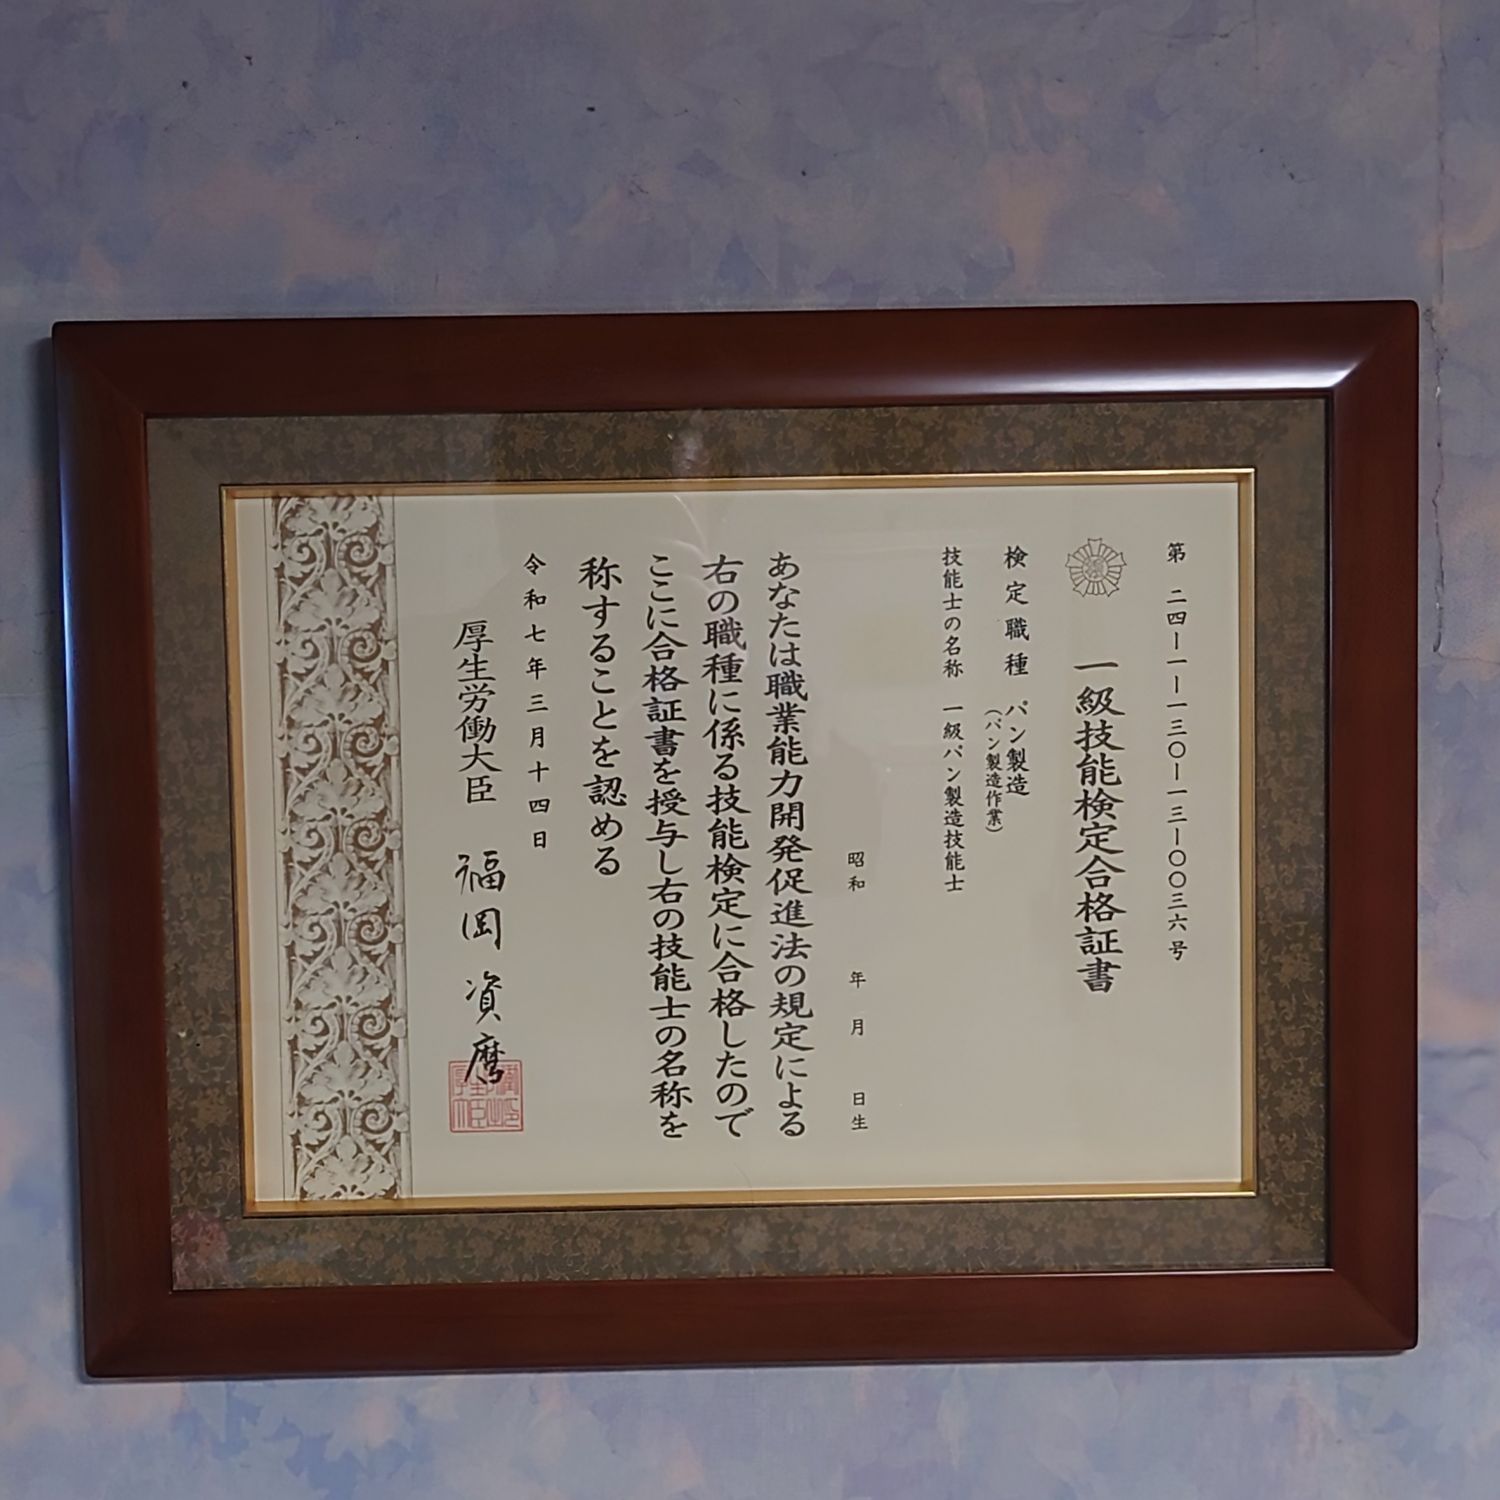 第 二四―一―一三〇―一三―〇〇三六号
一級技能検定合格証書
検定職種 パン製造
(パン製造作業)
技能士の名称 一級パン製造技能士
昭和 年 月 日生
あなたは職業能力開発促進法の規定による
右の職種に係る技能検定に合格したので
ここに合格証書を授与し右の技能士の名称を
称することを認める
令和七年三月十四日
厚生労働大臣 福岡 資麿